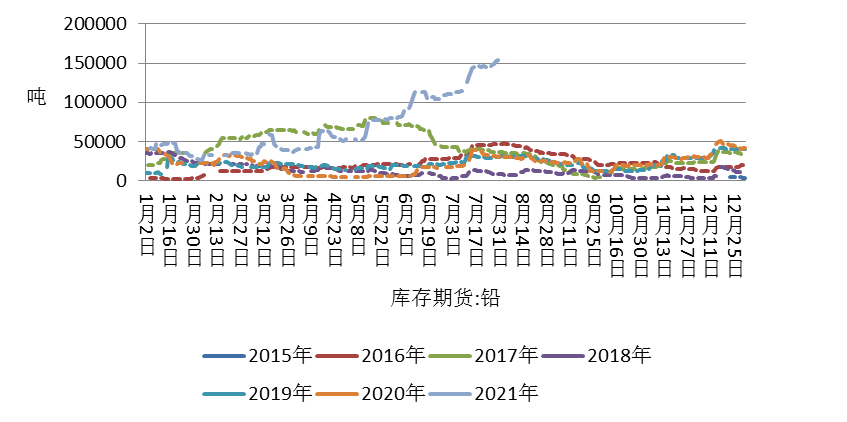 200000
150000
吨
100000
50000
0
1月2日
1月16日
1月30日
2月13日
2月27日
3月12日
3月26日
4月9日
4月23日
5月8日
5月22日
6月5日
6月19日
7月3日
7月17日
7月31日
8月14日
8月28日
9月11日
9月25日
10月16日
10月30日
11月13日
11月27日
12月11日
12月25日
库存期货:铅
2015年 2016年 2017年 2018年
2019年 2020年 2021年